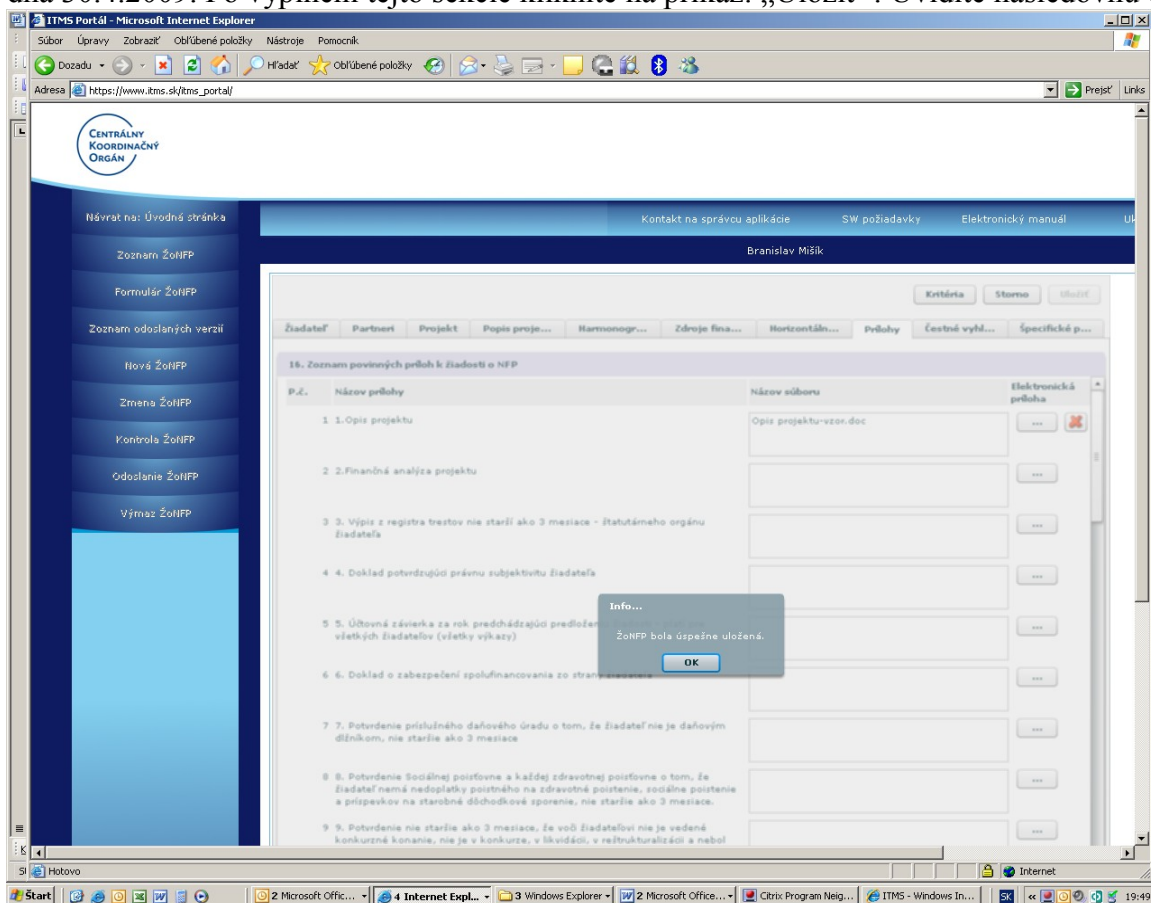 dňa 30.4.2009. Po vyplnení tejto sekcie kliknite na príkaz: „Uložiť". Uvidíte následovnú
ITMS Portál - Microsoft Internet Explorer
Súbor Úpravy Zobraziť Obľúbené položky Nástroje Pomocník
Dozadu Hľadať Obľúbené položky
Adresa https://www.itms.sk/itms_portal/ Prejsť Links
CENTRÁLNY
KOORDINAČNÝ
ORGÁN
Návrat na: Úvodná stránka Kontakt na správcu aplikácie SW požiadavky Elektronický manuál
Zoznam ŽoNFP Branislav Mišík
Formulár ŽoNFP
Kritéria Storno Uložiť
Zoznam odoslaných verzií
Žiadateľ Partneri Projekt Popis proje... Harmonogr... Zdroje fina... Horizontáln... Prílohy Čestné vyhl... Špecifické p...
Nová ŽoNFP
16. Zoznam povinných príloh k žiadosti o NFP
Zmena ŽoNFP
P.č. Názov prílohy Názov súboru Elektronická
príloha
Kontrola ŽoNFP
1 1.Opis projektu Opis projektu-vzor.doc ...
Odoslanie ŽoNFP
2 2.Finančná analýza projektu ...
Výmaz ŽoNFP
3 3. Výpis z registra trestov nie starší ako 3 mesiace - štatutárneho orgánu
žiadateľa ...
4 4. Doklad potvrdzujúci právnu subjektivitu žiadateľa ...
5 5. Účtovná závierka za rok predchádzajúci
všetkých žiadateľov (všetky výkazy) ...
Info...
ŽoNFP bola úspešne uložená.
OK
6 6. Doklad o zabezpečení spolufinancovania zo strany žiadateľa ...
7 7. Potvrdenie príslušného daňového úradu o tom, že žiadateľ nie je daňovým
dlžníkom, nie staršie ako 3 mesiace ...
8 8. Potvrdenie Sociálnej poisťovne a každej zdravotnej poisťovne o tom, že
žiadateľ nemá nedoplatky poistného na zdravotné poistenie, sociálne poistenie
a príspevkov na starobné dôchodkové sporenie, nie staršie ako 3 mesiace. ...
9 9. Potvrdenie nie staršie ako 3 mesiace, že voči žiadateľovi nie je vedené
konkurzné konanie, nie je v konkurze, v likvidácii, v reštrukturalizácii a nebol ...
Hotovo Internet
Štart 2 Microsoft Offic... 4 Internet Expl... 3 Windows Explorer 2 Microsoft Office... Citrix Program Neig... ITMS - Windows In... SK 19:49